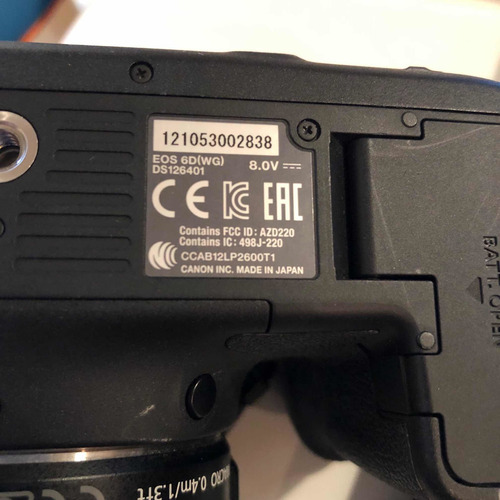 121053002838
EOS 6D(WG) 8.0V
DS126401
CE EAC
Contains FCC ID : AZD220
Contains IC : 498J-220
CCAB12LP2600T1
CANON INC. MADE IN JAPAN
BATT. OPEN
MACRO 0.4m/1.3ft